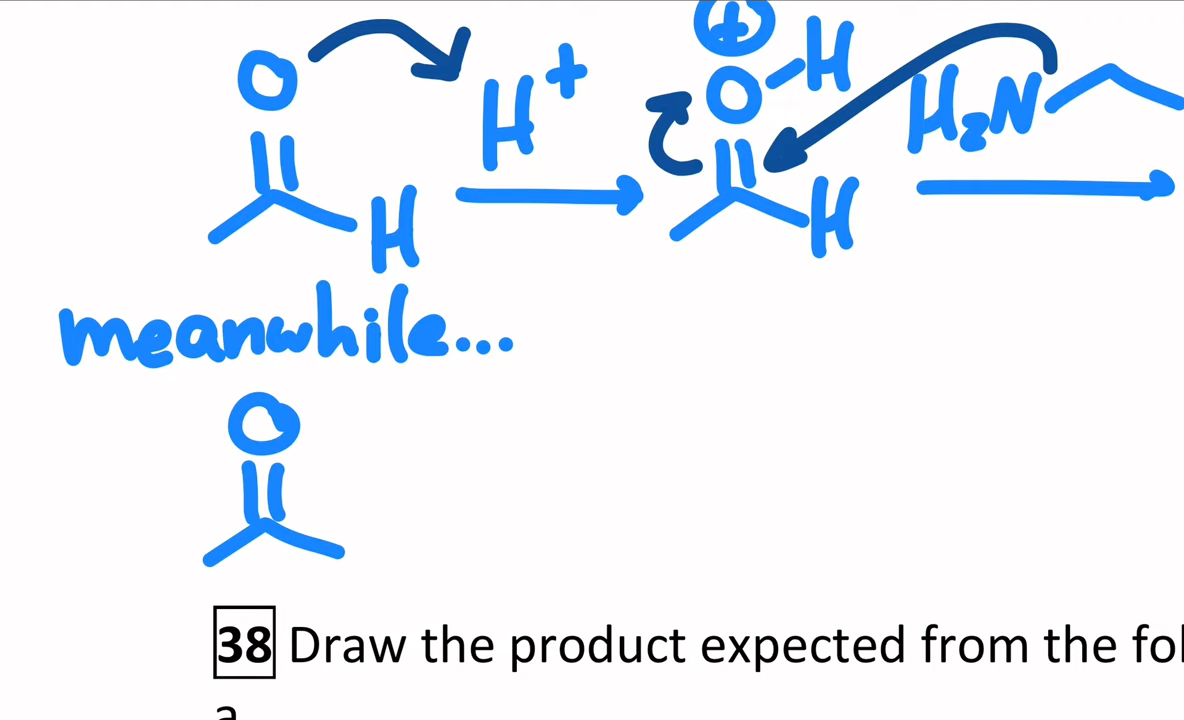 ⊕
O H+ O-H H2N
H H
meanwhile...
O
38 Draw the product expected from the fol
a